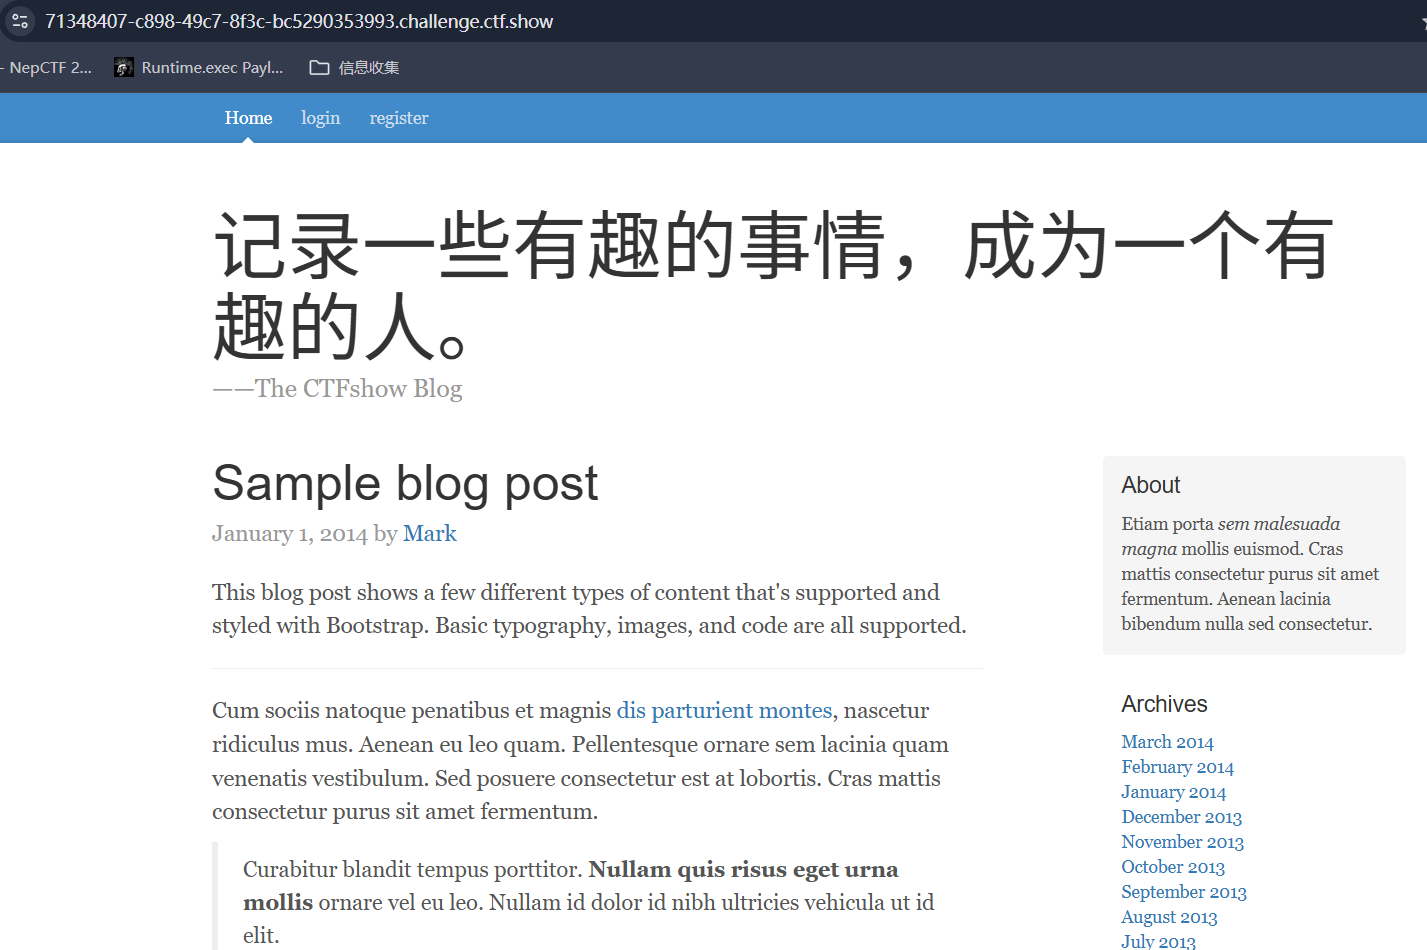 71348407-c898-49c7-8f3c-bc5290353993.challenge.ctf.show
- NepCTF 2... Runtime.exec Payl... 信息收集
Home login register
记录一些有趣的事情，成为一个有
趣的人。
——The CTFshow Blog
Sample blog post
January 1, 2014 by Mark
This blog post shows a few different types of content that's supported and
styled with Bootstrap. Basic typography, images, and code are all supported.
Cum sociis natoque penatibus et magnis dis parturient montes, nascetur
ridiculus mus. Aenean eu leo quam. Pellentesque ornare sem lacinia quam
venenatis vestibulum. Sed posuere consectetur est at lobortis. Cras mattis
consectetur purus sit amet fermentum.
Curabitur blandit tempus porttitor. Nullam quis risus eget urna
mollis ornare vel eu leo. Nullam id dolor id nibh ultricies vehicula ut id
elit.
About
Etiam porta sem malesuada
magna mollis euismod. Cras
mattis consectetur purus sit amet
fermentum. Aenean lacinia
bibendum nulla sed consectetur.
Archives
March 2014
February 2014
January 2014
December 2013
November 2013
October 2013
September 2013
August 2013
July 2013